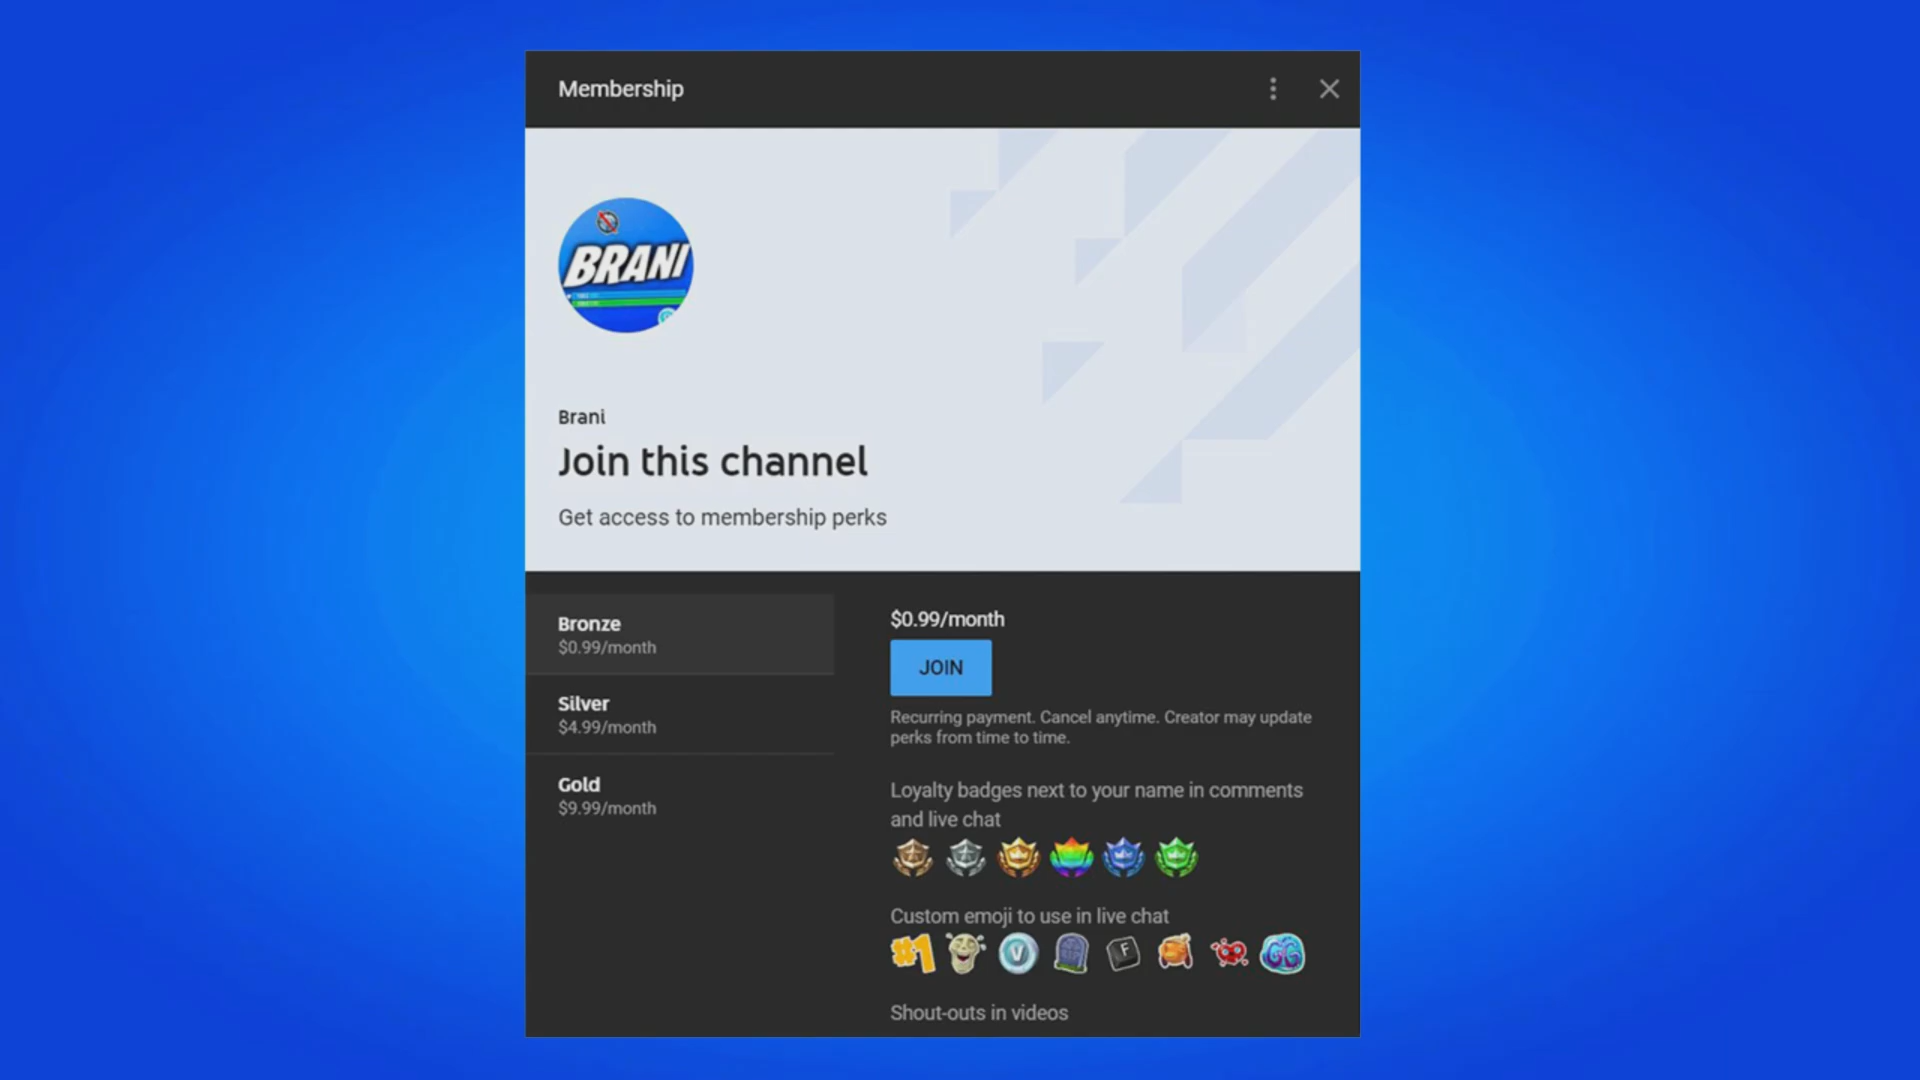 Membership
BRANI
Brani
Join this channel
Get access to membership perks
Bronze
$0.99/month
Silver
$4.99/month
Gold
$9.99/month
$0.99/month
JOIN
Recurring payment. Cancel anytime. Creator may update
perks from time to time.
Loyalty badges next to your name in comments
and live chat
Custom emoji to use in live chat
#1
V
F
GG
Shout-outs in videos